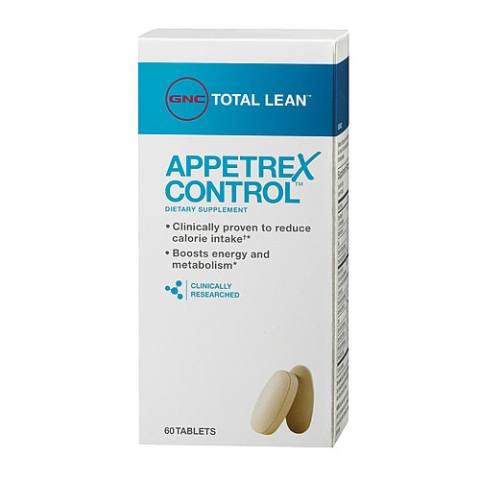 GNC TOTAL LEAN™
APPETREX
CONTROL™
DIETARY SUPPLEMENT
• Clinically proven to reduce
calorie intake†*
• Boosts energy and
metabolism*
CLINICALLY
RESEARCHED
60 TABLETS